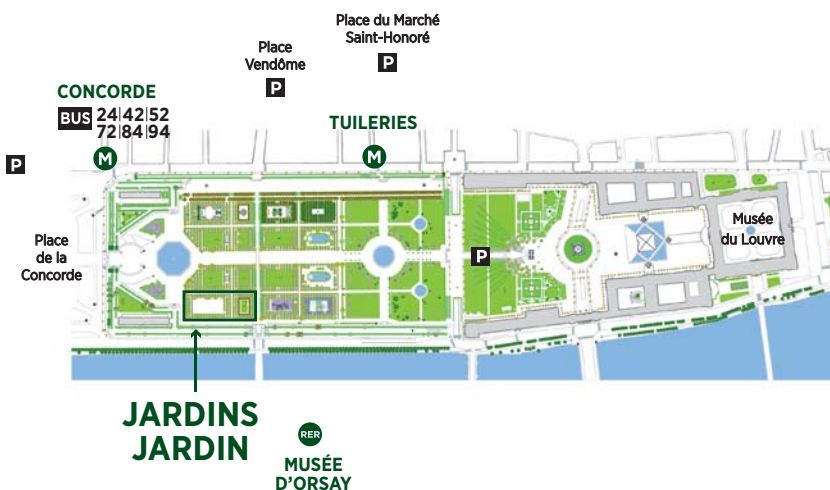 Place du Marché
Saint-Honoré
P
Place
Vendôme
P
CONCORDE
BUS 24|42|52
72|84|94
M
TUILERIES
M
P
Place
de la
Concorde
P
Musée
du Louvre
JARDINS
JARDIN
RER
MUSÉE
D'ORSAY